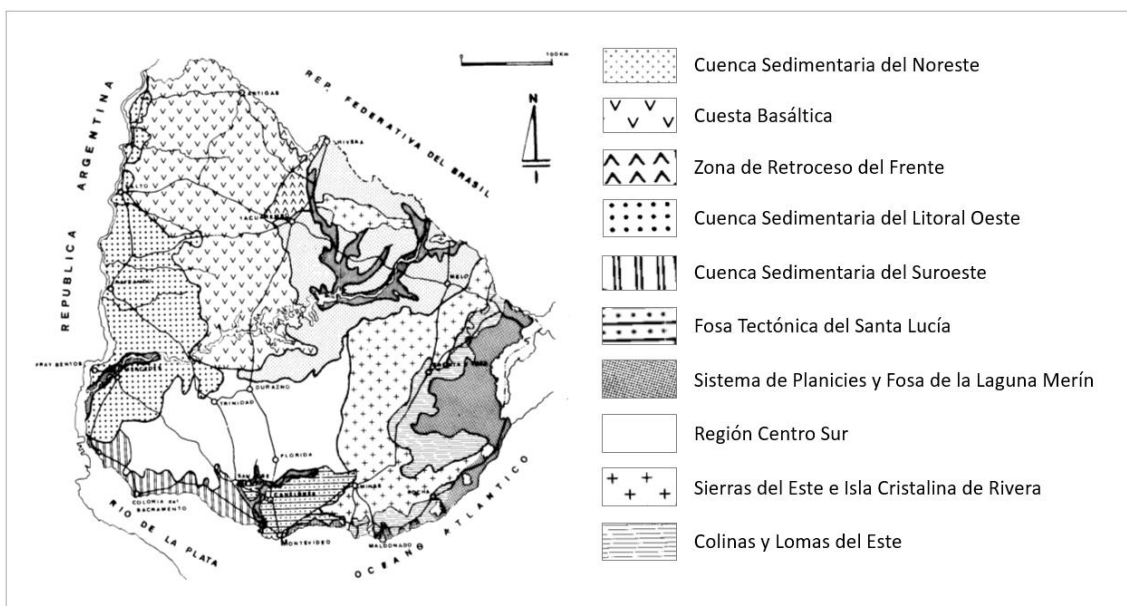 REPUBLICA ARGENTINA
REP. FEDERATIVA DEL BRASIL
100Km
N
ARTIGAS
RIVERA
MELO
FRAY BENTOS
DURAZNO
TRINIDAD
FLORIDA
COLONIA del
SACRAMENTO
MINAS
ROCHA
MONTEVIDEO
MALDONADO
RIO DE LA PLATA
OCEANO ATLANTICO
Cuenca Sedimentaria del Noreste
Cuesta Basáltica
Zona de Retroceso del Frente
Cuenca Sedimentaria del Litoral Oeste
Cuenca Sedimentaria del Suroeste
Fosa Tectónica del Santa Lucía
Sistema de Planicies y Fosa de la Laguna Merín
Región Centro Sur
Sierras del Este e Isla Cristalina de Rivera
Colinas y Lomas del Este